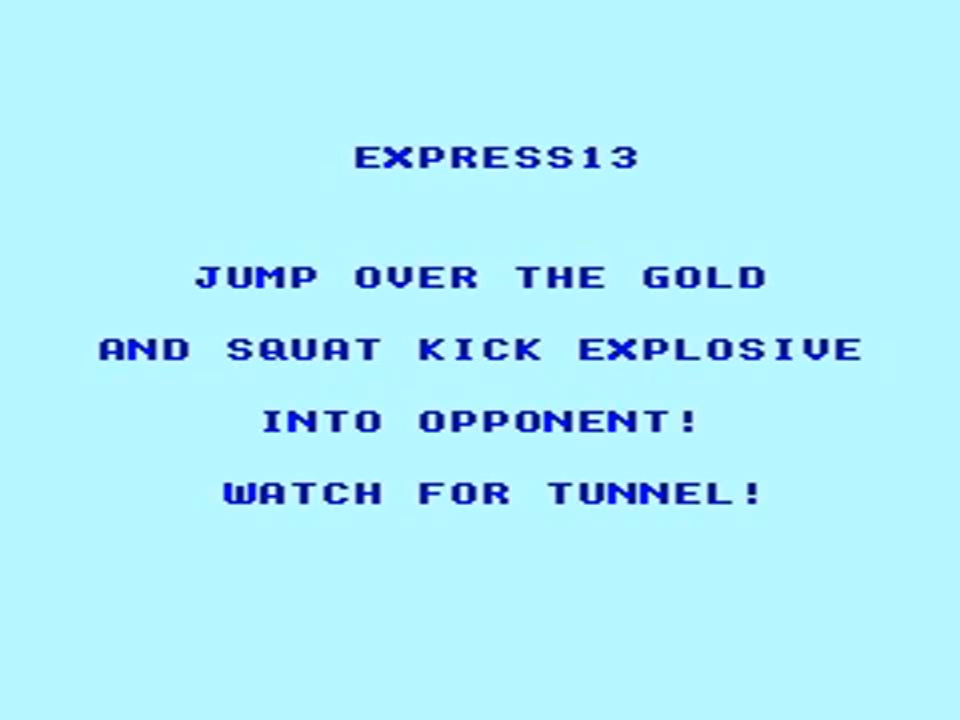 EXPRESS13
JUMP OVER THE GOLD
AND SQUAT KICK EXPLOSIVE
INTO OPPONENT!
WATCH FOR TUNNEL!